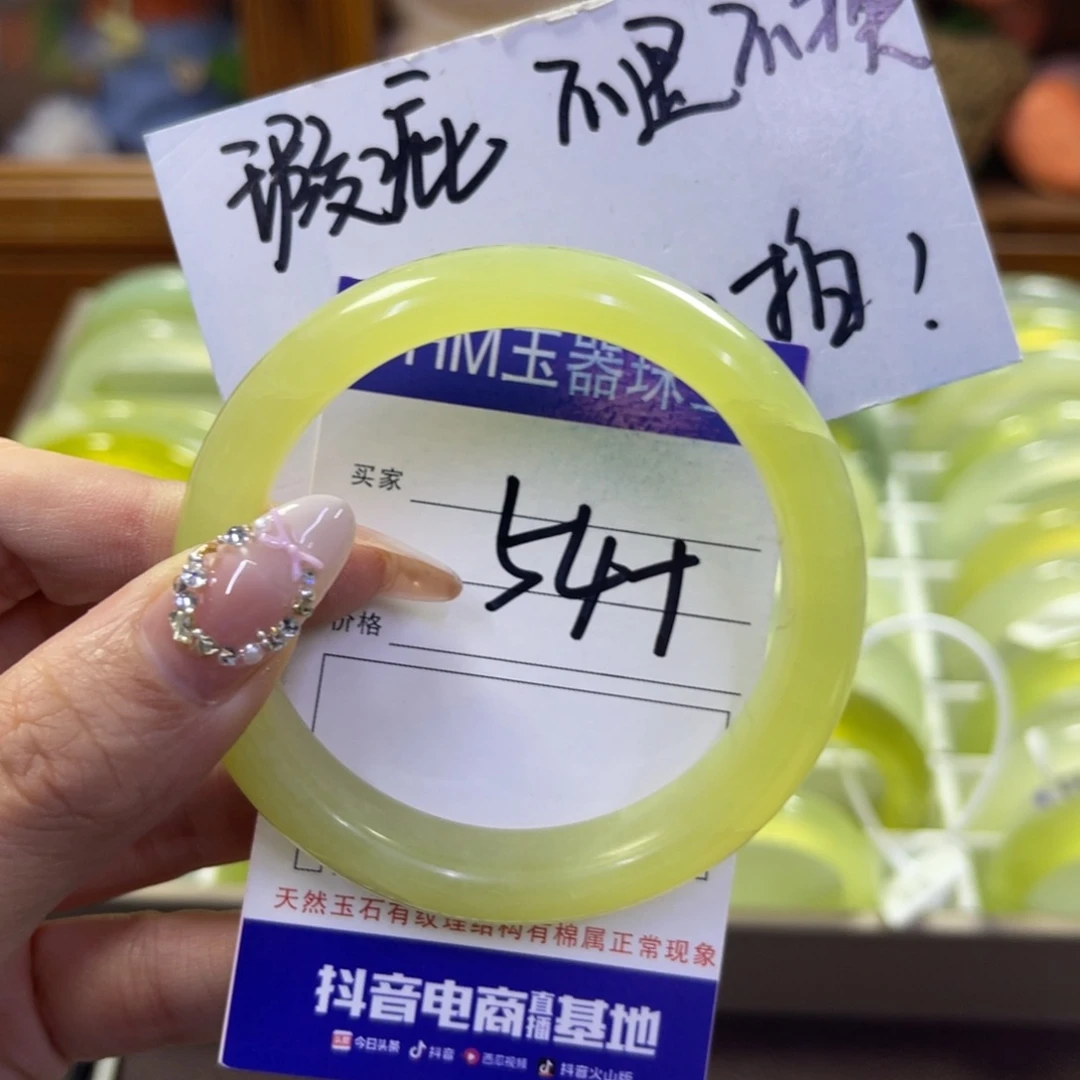 瑕疵 不退不换
拍！
HM玉器珠
买家
54+
价格
天然玉石有纹理结构有棉属正常现象
抖音电商直播基地
今日头条 抖音 西瓜视频 抖音火山版